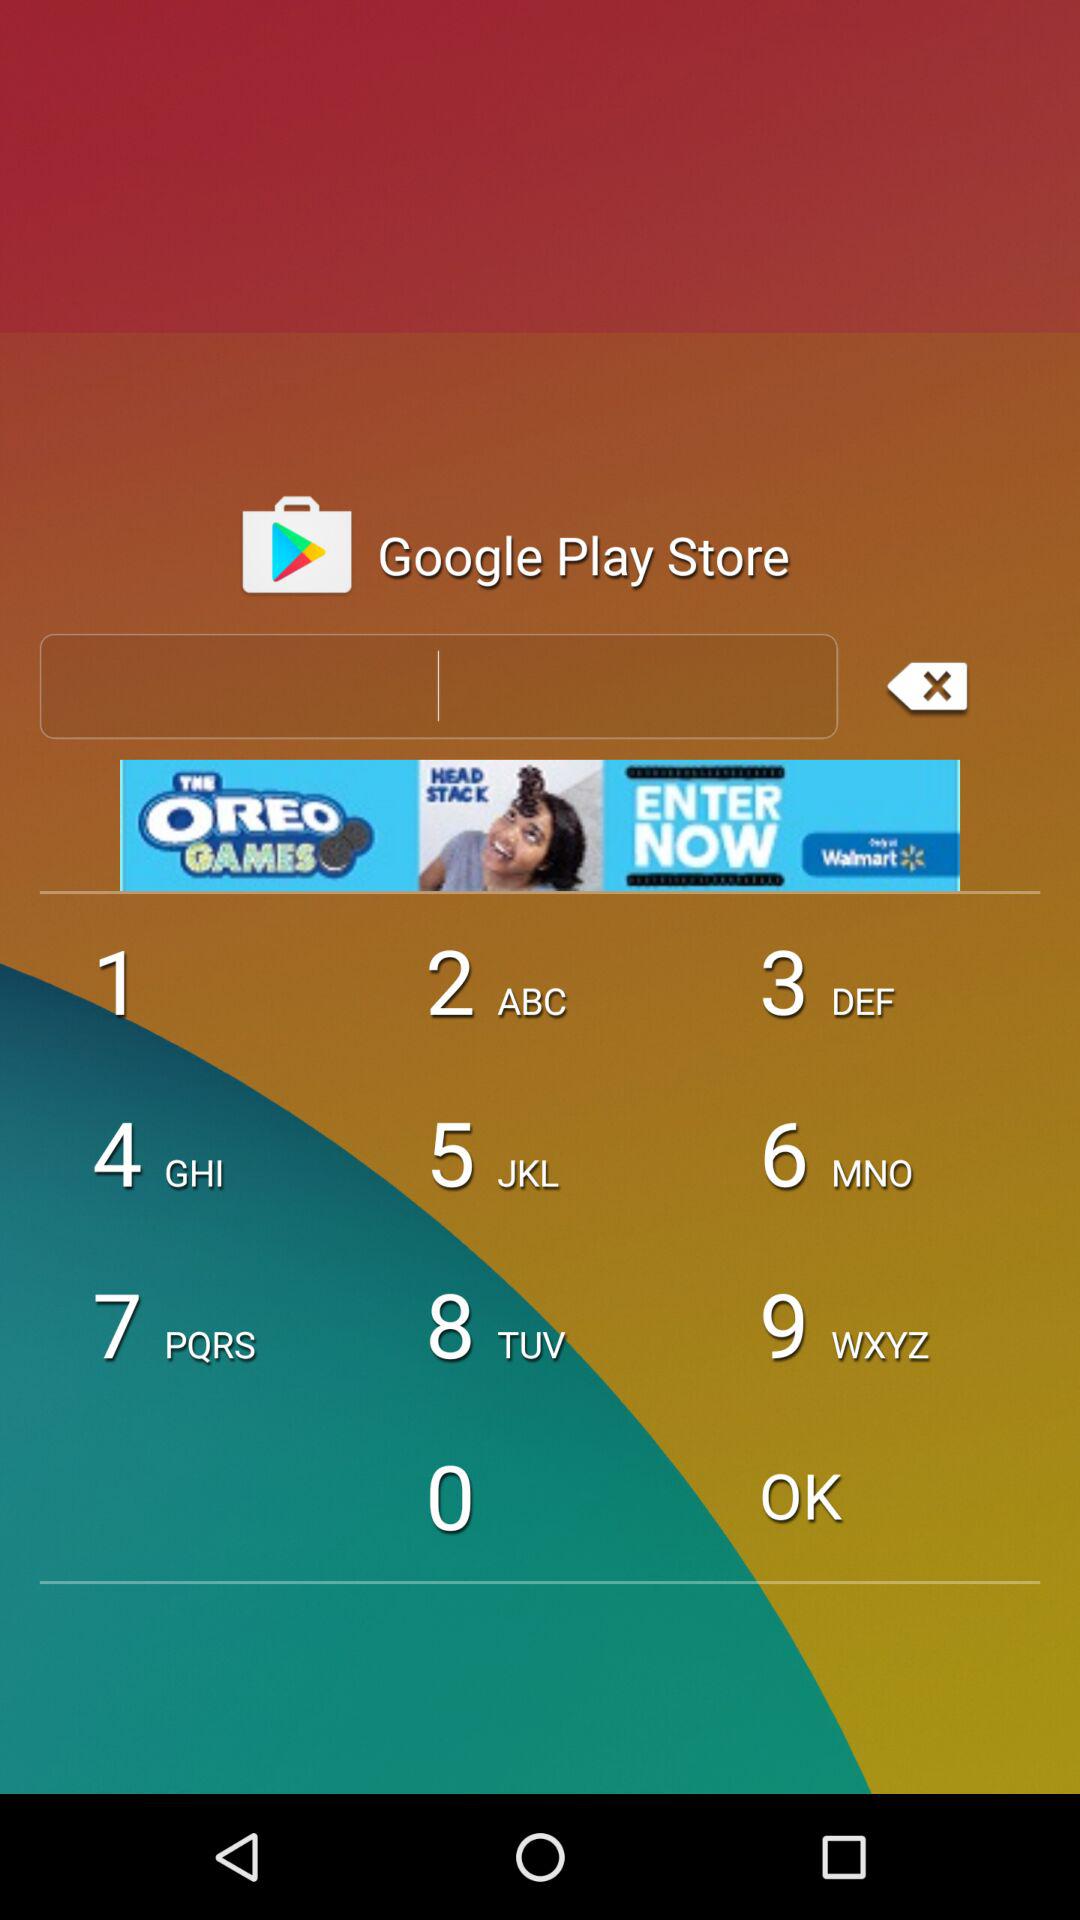 Google Play Store
THE
OREO
GAMES
HEAD
STACK
ENTER
NOW
Only at
Walmart
1
2 ABC
3 DEF
4 GHI
5 JKL
6 MNO
7 PQRS
8 TUV
9 WXYZ
0
OK